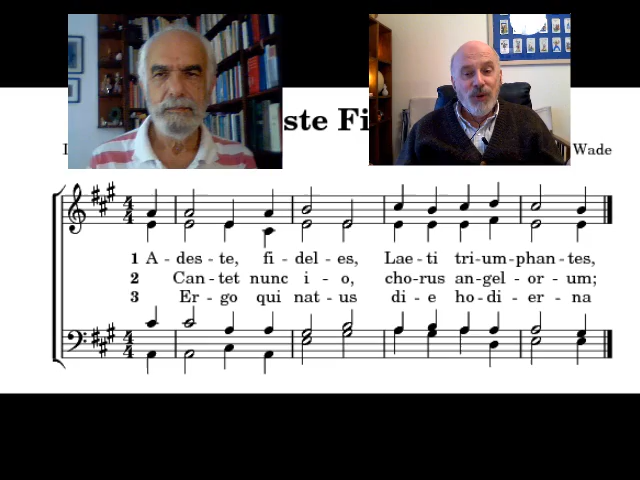 ste Fi
Wade
1 A - des - te, fi - del - es, Lae - ti tri - um - phan - tes,
2 Can - tet nunc i - o, cho - rus an - gel - or - um;
3 Er - go qui nat - us di - e ho - di - er - na